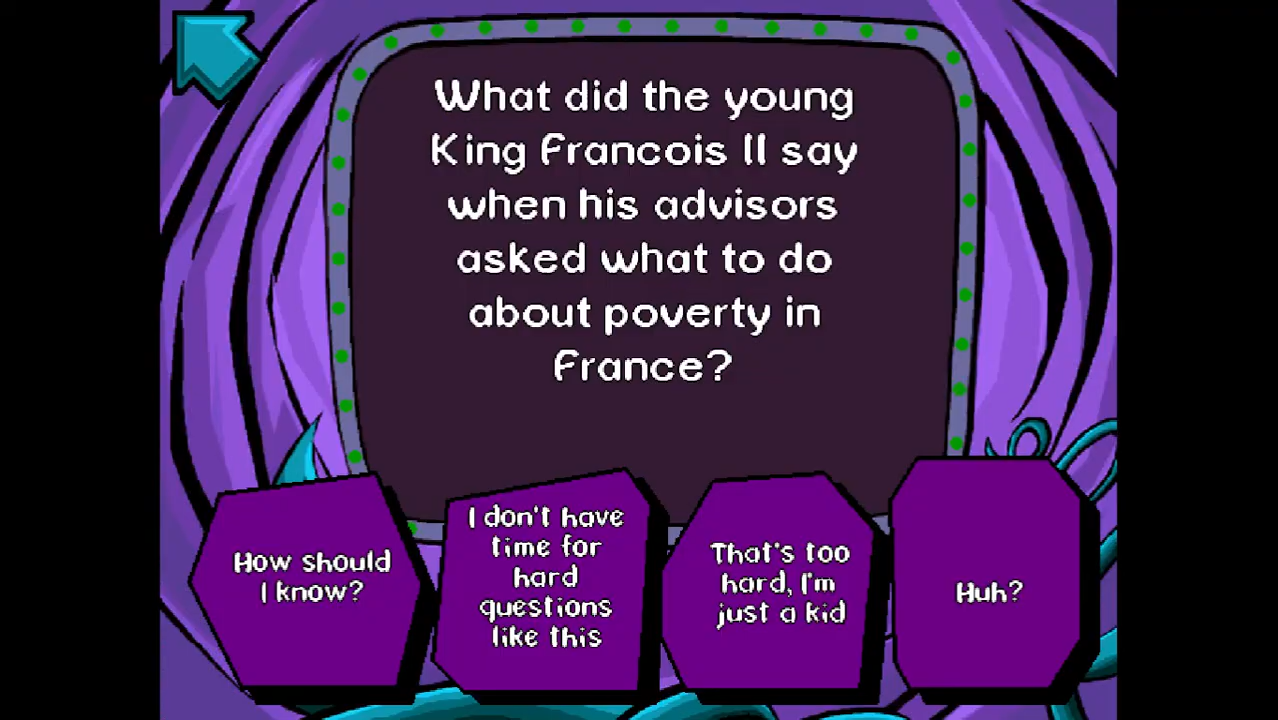 What did the young
King Francois II say
when his advisors
asked what to do
about poverty in
France?
How should
I know?
I don't have
time for
hard
questions
like this
That's too
hard, I'm
just a kid
Huh?